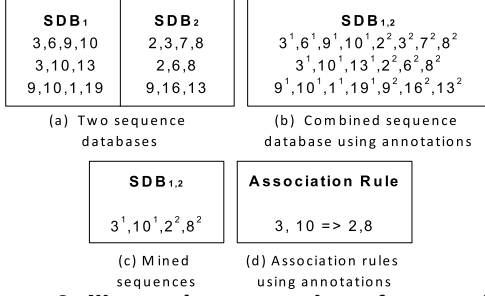 SDB₁ SDB₂
3,6,9,10 2,3,7,8
3,10,13 2,6,8
9,10,1,19 9,16,13
(a) Two sequence
databases
SDB₁,₂
3¹,6¹,9¹,10¹,2²,3²,7²,8²
3¹,10¹,13¹,2²,6²,8²
9¹,10¹,1¹,19¹,9²,16²,13²
(b) Combined sequence
database using annotations
SDB₁,₂
3¹,10¹,2²,8²
(c) Mined
sequences
Association Rule
3, 10 => 2,8
(d) Association rules
using annotations